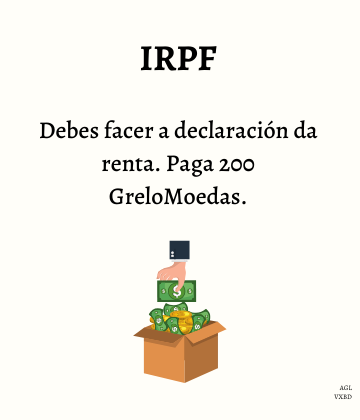 IRPF
Debes facer a declaración da
renta. Paga 200
GreloMoedas.
AGL
VXBD